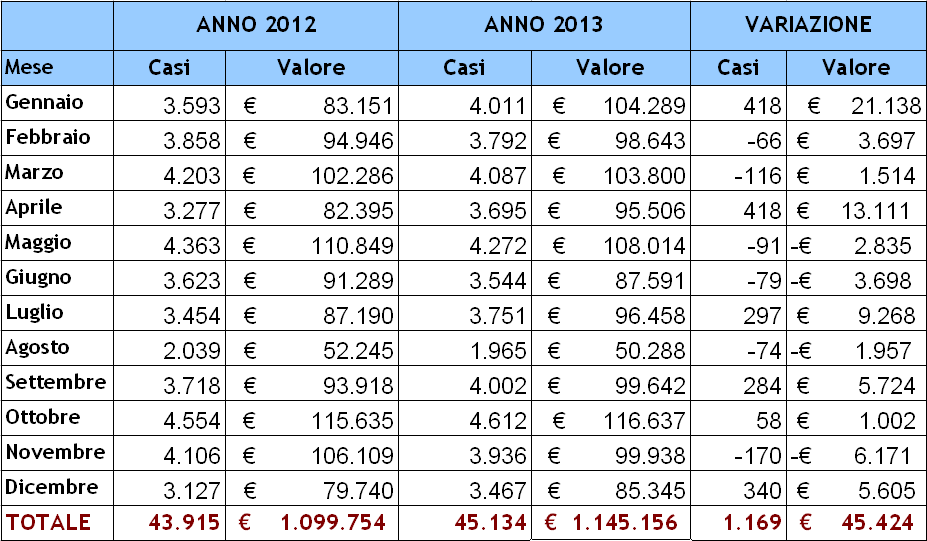 ANNO 2012 ANNO 2013 VARIAZIONE
Mese Casi Valore Casi Valore Casi Valore
Gennaio 3.593 € 83.151 4.011 € 104.289 418 € 21.138
Febbraio 3.858 € 94.946 3.792 € 98.643 -66 € 3.697
Marzo 4.203 € 102.286 4.087 € 103.800 -116 € 1.514
Aprile 3.277 € 82.395 3.695 € 95.506 418 € 13.111
Maggio 4.363 € 110.849 4.272 € 108.014 -91 -€ 2.835
Giugno 3.623 € 91.289 3.544 € 87.591 -79 -€ 3.698
Luglio 3.454 € 87.190 3.751 € 96.458 297 € 9.268
Agosto 2.039 € 52.245 1.965 € 50.288 -74 -€ 1.957
Settembre 3.718 € 93.918 4.002 € 99.642 284 € 5.724
Ottobre 4.554 € 115.635 4.612 € 116.637 58 € 1.002
Novembre 4.106 € 106.109 3.936 € 99.938 -170 -€ 6.171
Dicembre 3.127 € 79.740 3.467 € 85.345 340 € 5.605
TOTALE 43.915 € 1.099.754 45.134 € 1.145.156 1.169 € 45.424